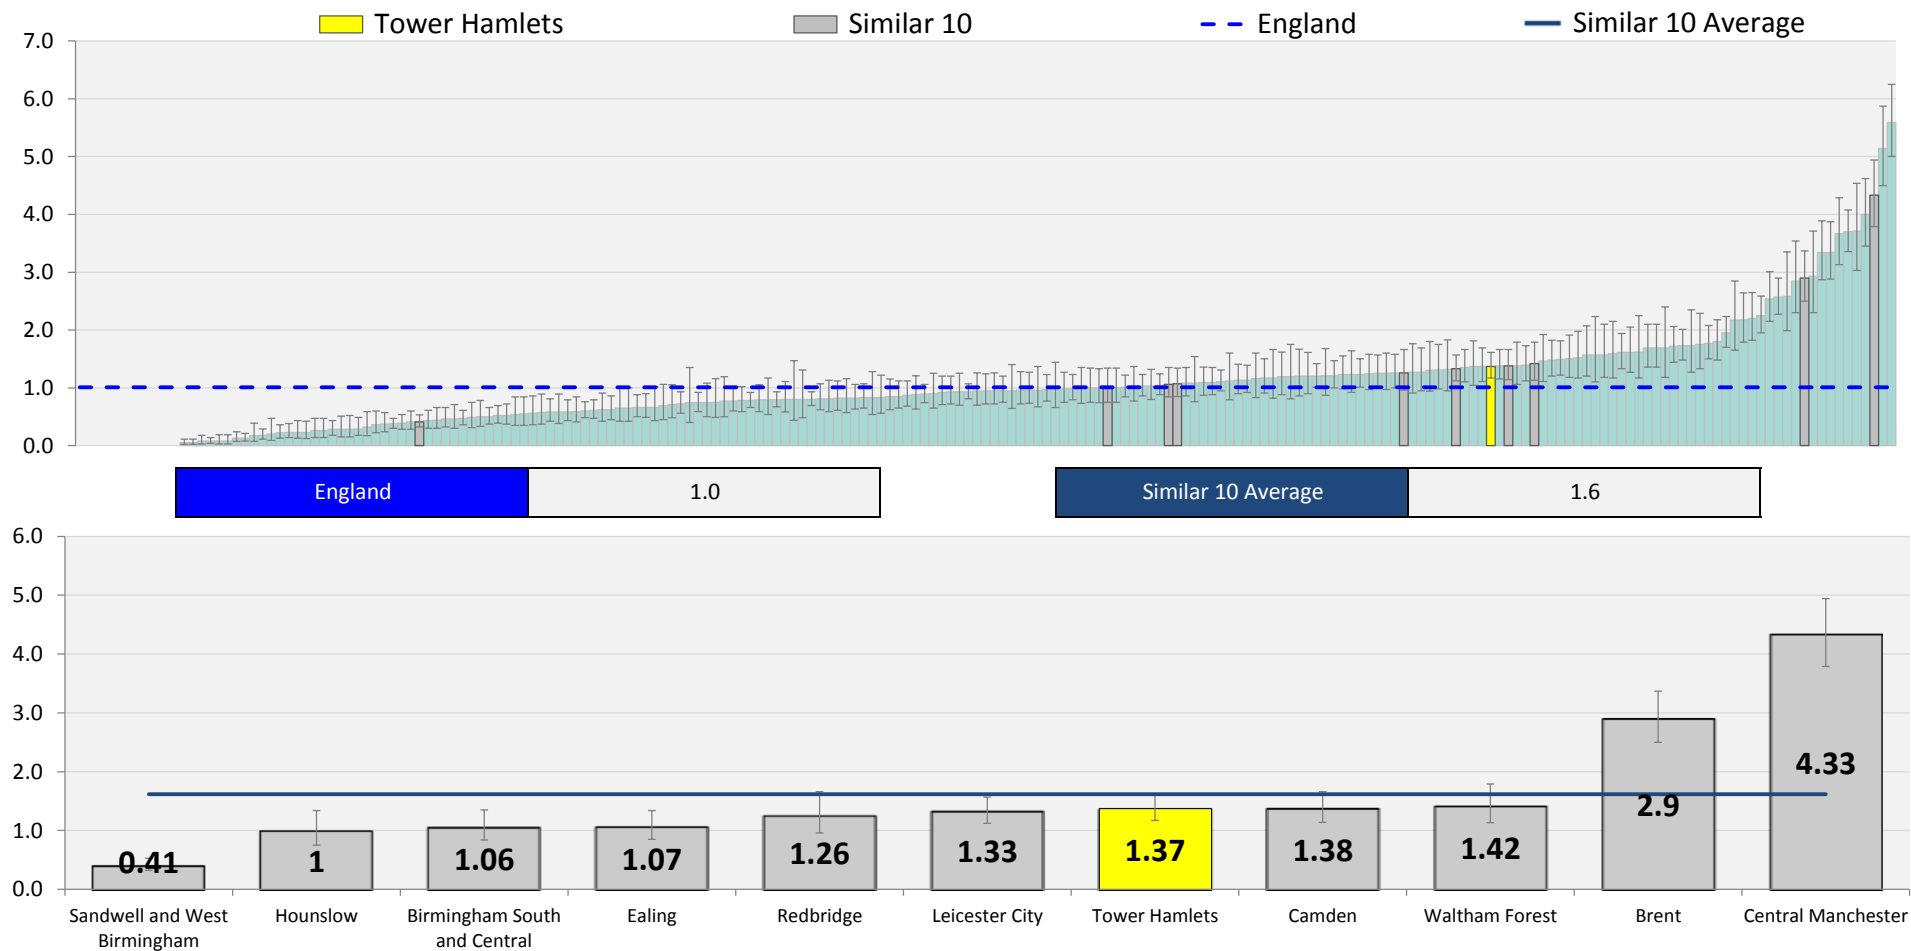 Tower Hamlets Similar 10 England Similar 10 Average
7.0
6.0
5.0
4.0
3.0
2.0
1.0
0.0
England 1.0 Similar 10 Average 1.6
6.0
5.0
4.0
3.0
2.0
1.0
0.0
0.41 1 1.06 1.07 1.26 1.33 1.37 1.38 1.42 2.9 4.33
Sandwell and West Birmingham
Hounslow
Birmingham South and Central
Ealing
Redbridge
Leicester City
Tower Hamlets
Camden
Waltham Forest
Brent
Central Manchester